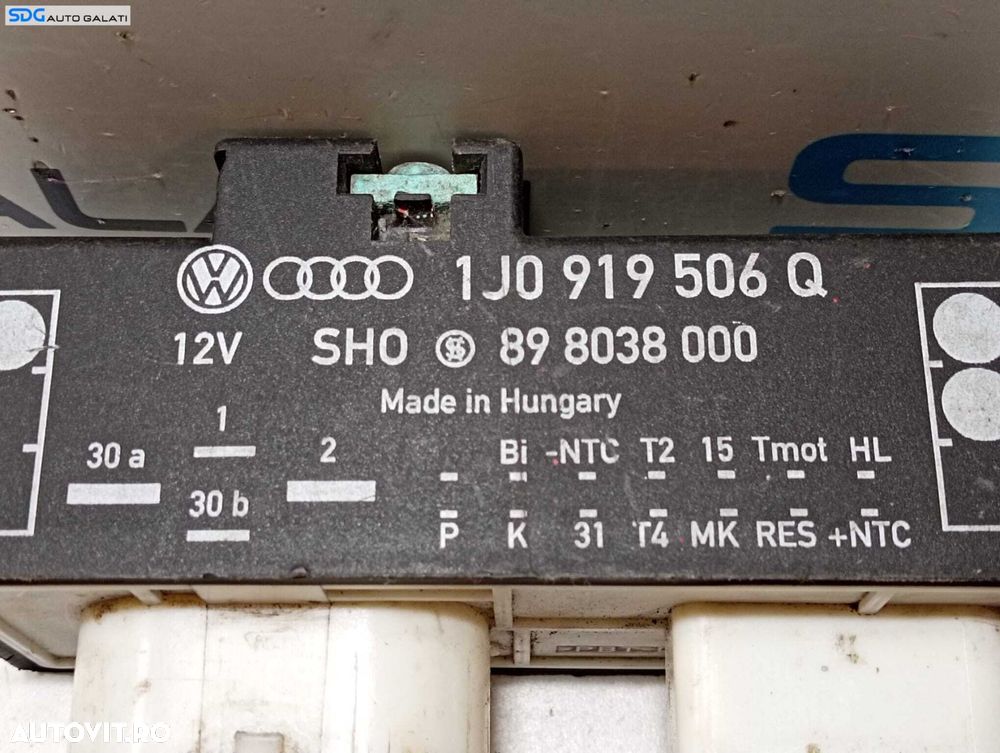 SDG AUTO GALATI
1J0 919 506 Q
12V SHO 89 8038 000
Made in Hungary
1
30 a 2 Bi -NTC T2 15 Tmot HL
30 b
P K 31 T4 MK RES +NTC
AUTOVIT.RO